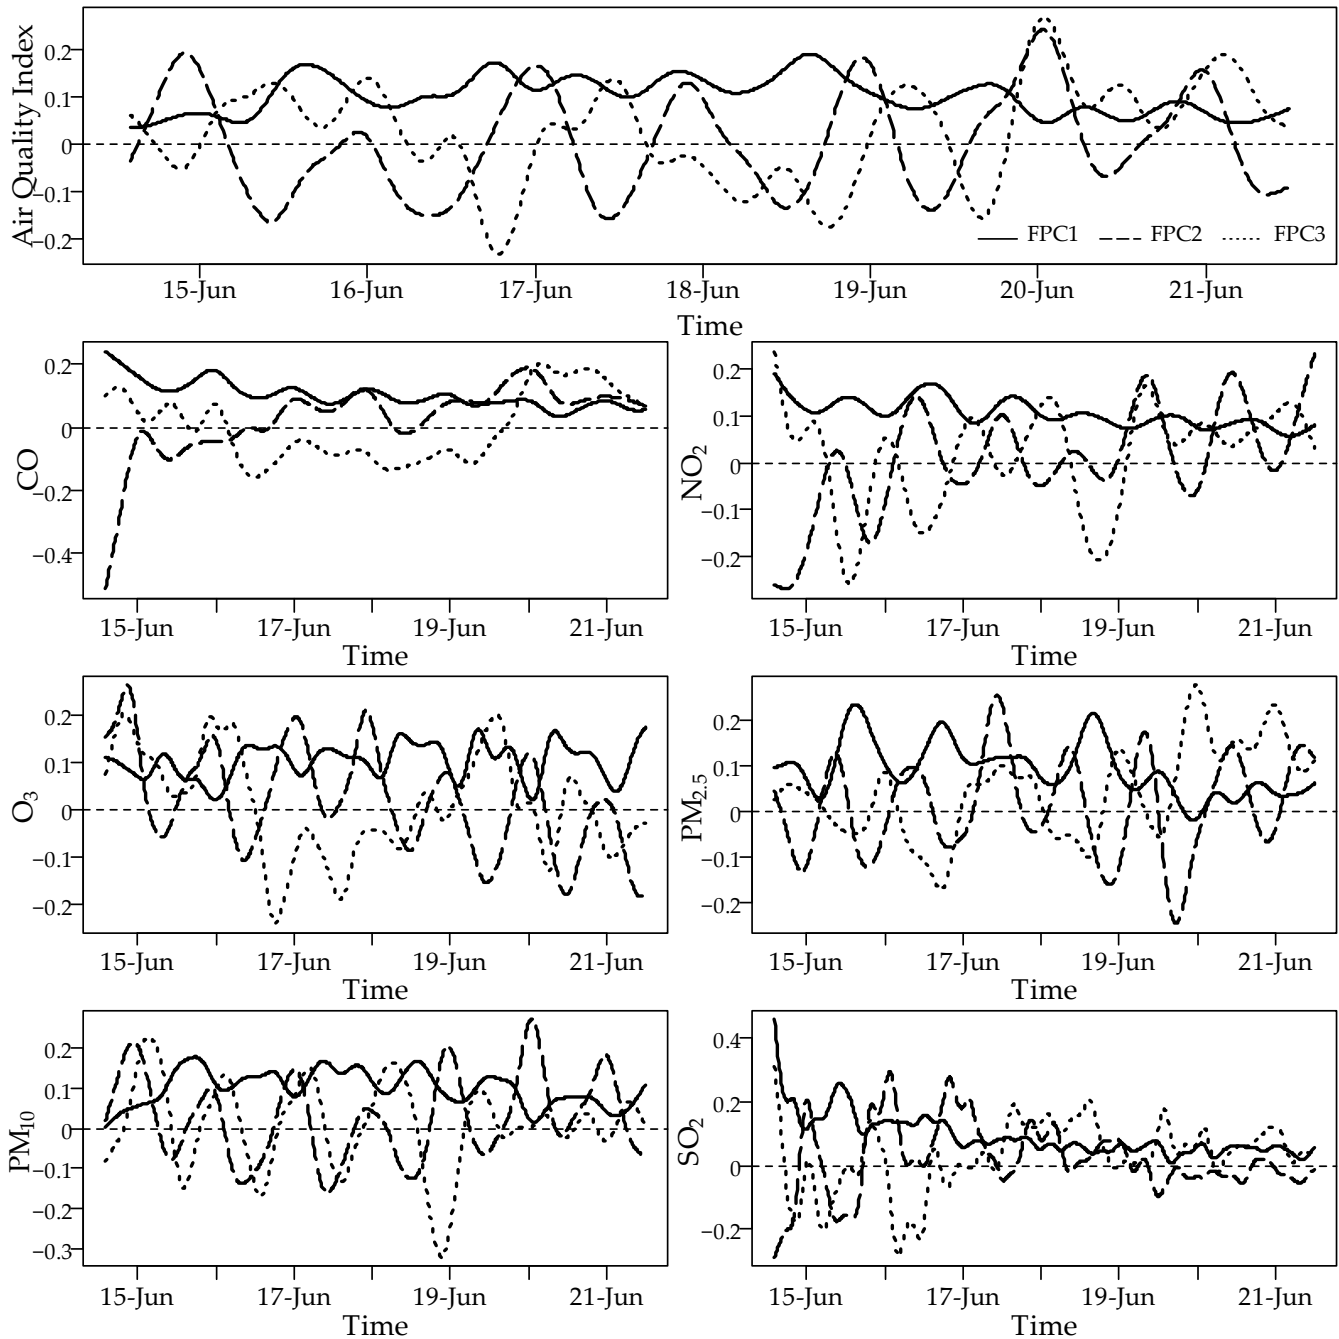 Air Quality Index
0.2
0.1
0
−0.1
−0.2
FPC1 FPC2 FPC3
15-Jun 16-Jun 17-Jun 18-Jun 19-Jun 20-Jun 21-Jun
Time
CO
0.2
0
−0.2
−0.4
15-Jun 17-Jun 19-Jun 21-Jun
Time
NO2
0.2
0.1
0
−0.1
−0.2
15-Jun 17-Jun 19-Jun 21-Jun
Time
O3
0.2
0.1
0
−0.1
−0.2
15-Jun 17-Jun 19-Jun 21-Jun
Time
PM2.5
0.2
0.1
0
−0.1
−0.2
15-Jun 17-Jun 19-Jun 21-Jun
Time
PM10
0.2
0.1
0
−0.1
−0.2
−0.3
15-Jun 17-Jun 19-Jun 21-Jun
Time
SO2
0.4
0.2
0
−0.2
15-Jun 17-Jun 19-Jun 21-Jun
Time